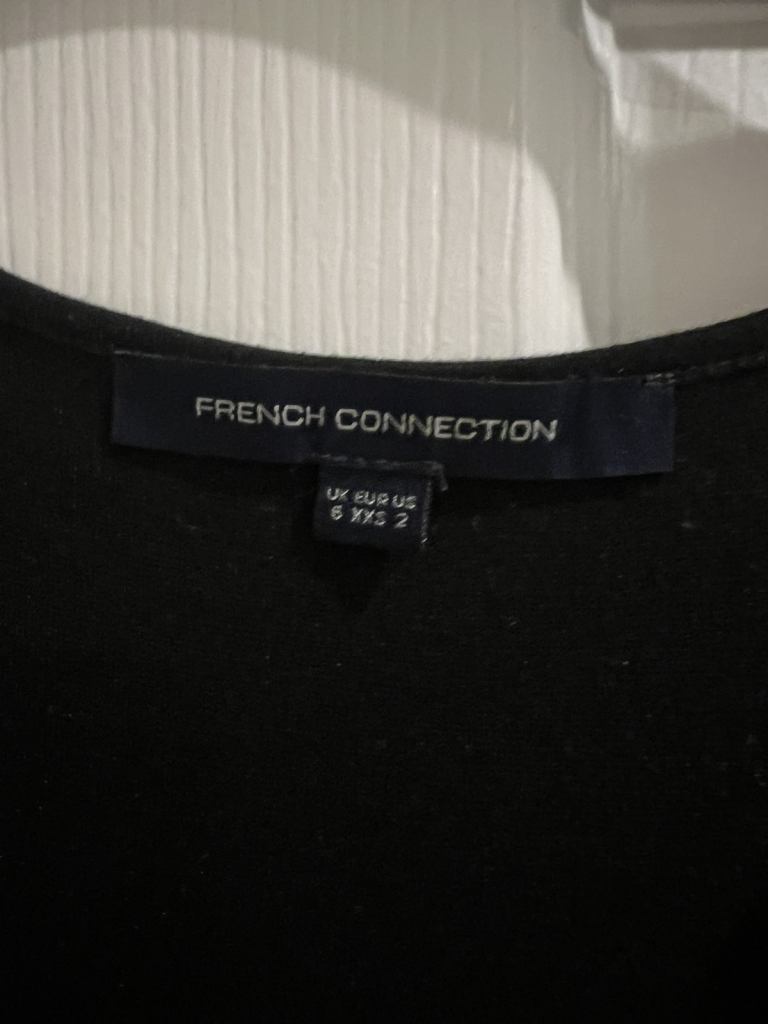 FRENCH CONNECTION
UK EUR US
6 XXS 2